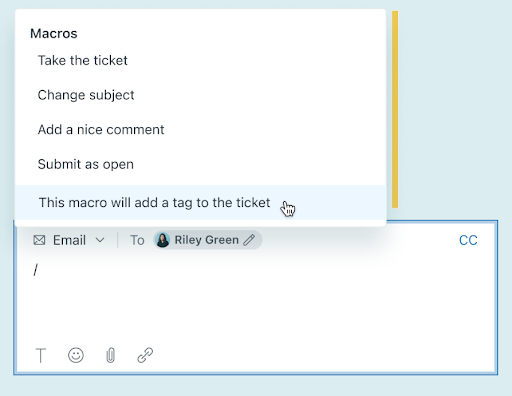 Macros
Take the ticket
Change subject
Add a nice comment
Submit as open
This macro will add a tag to the ticket
Email To Riley Green CC
/
T